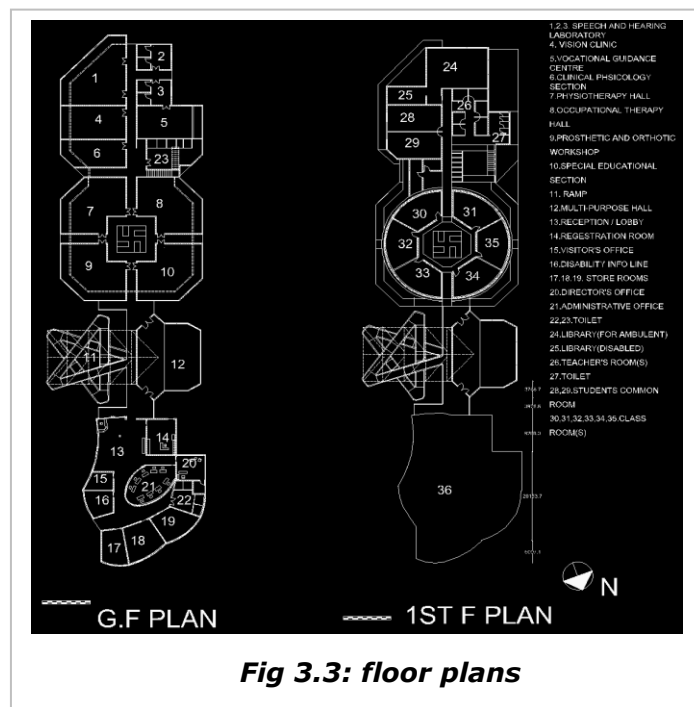 1,2,3. SPEECH AND HEARING
LABORATORY
4. VISION CLINIC
5.VOCATIONAL GUIDANCE
CENTRE
6.CLINICAL PHSICOLOGY
SECTION
7.PHYSIOTHERAPY HALL
8.OCCUPATIONAL THERAPY
HALL
9.PROSTHETIC AND ORTHOTIC
WORKSHOP
10.SPECIAL EDUCATIONAL
SECTION
11. RAMP
12.MULTI-PURPOSE HALL
13.RECEPTION / LOBBY
14.REGESTRATION ROOM
15.VISITOR'S OFFICE
16.DISABILITY INFO LINE
17,18,19. STORE ROOMS
20.DIRECTOR'S OFFICE
21.ADMINISTRATIVE OFFICE
22,23.TOILET
24.LIBRARY(FOR AMBULENT)
25.LIBRARY(DISABLED)
26.TEACHER'S ROOM(S)
27.TOILET
28,29.STUDENTS COMMON
ROOM
30,31,32,33,34,35.CLASS
ROOM(S)
1
2
3
4
5
6
23
7
8
9
10
11
12
13
14
15
16
20
21
22
19
18
17
G.F PLAN
24
25
26
28
27
29
30
31
32
35
33
34
36
N
1ST F PLAN
Fig 3.3: floor plans